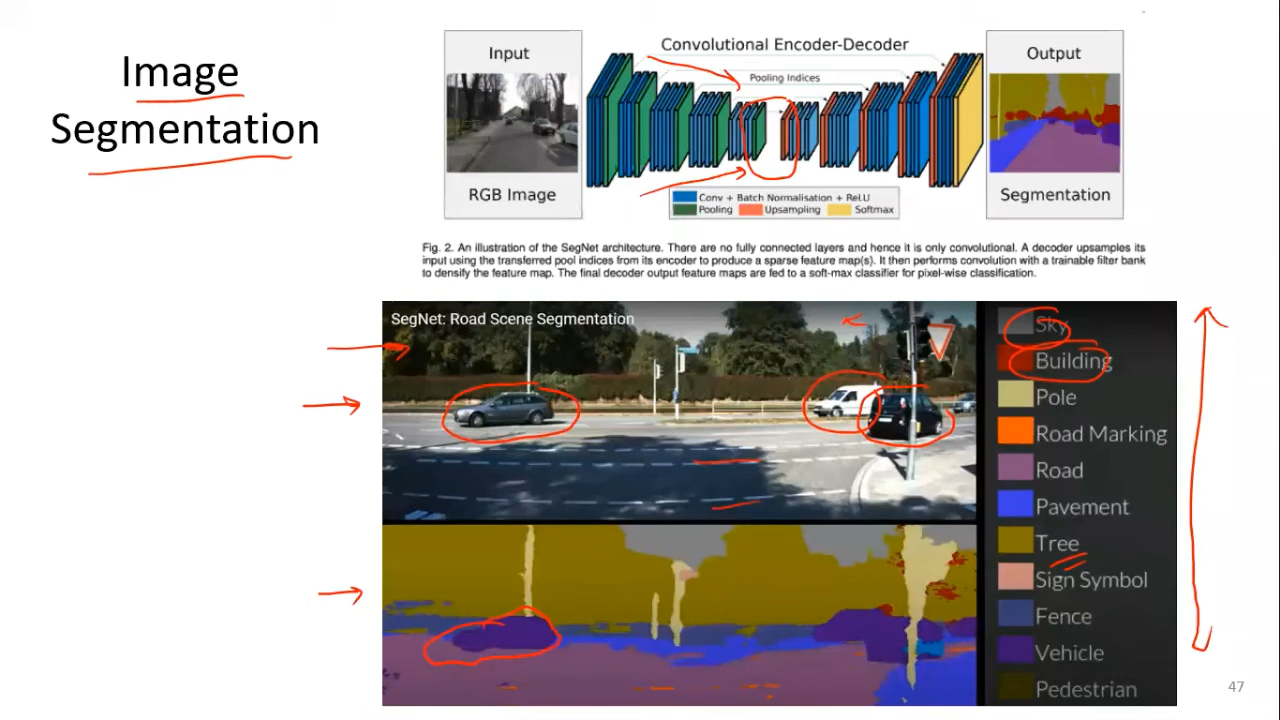 Image
Segmentation
Input
RGB Image
Convolutional Encoder-Decoder
Pooling Indices
Conv + Batch Normalisation + ReLU
Pooling
Upsampling
Softmax
Output
Segmentation
Fig. 2. An illustration of the SegNet architecture. There are no fully connected layers and hence it is only convolutional. A decoder upsamples its
input using the transferred pool indices from its encoder to produce a sparse feature map(s). It then performs convolution with a trainable filter bank
to densify the feature map. The final decoder output feature maps are fed to a soft-max classifier for pixel-wise classification.
SegNet: Road Scene Segmentation
Sky
Building
Pole
Road Marking
Road
Pavement
Tree
Sign Symbol
Fence
Vehicle
Pedestrian
47